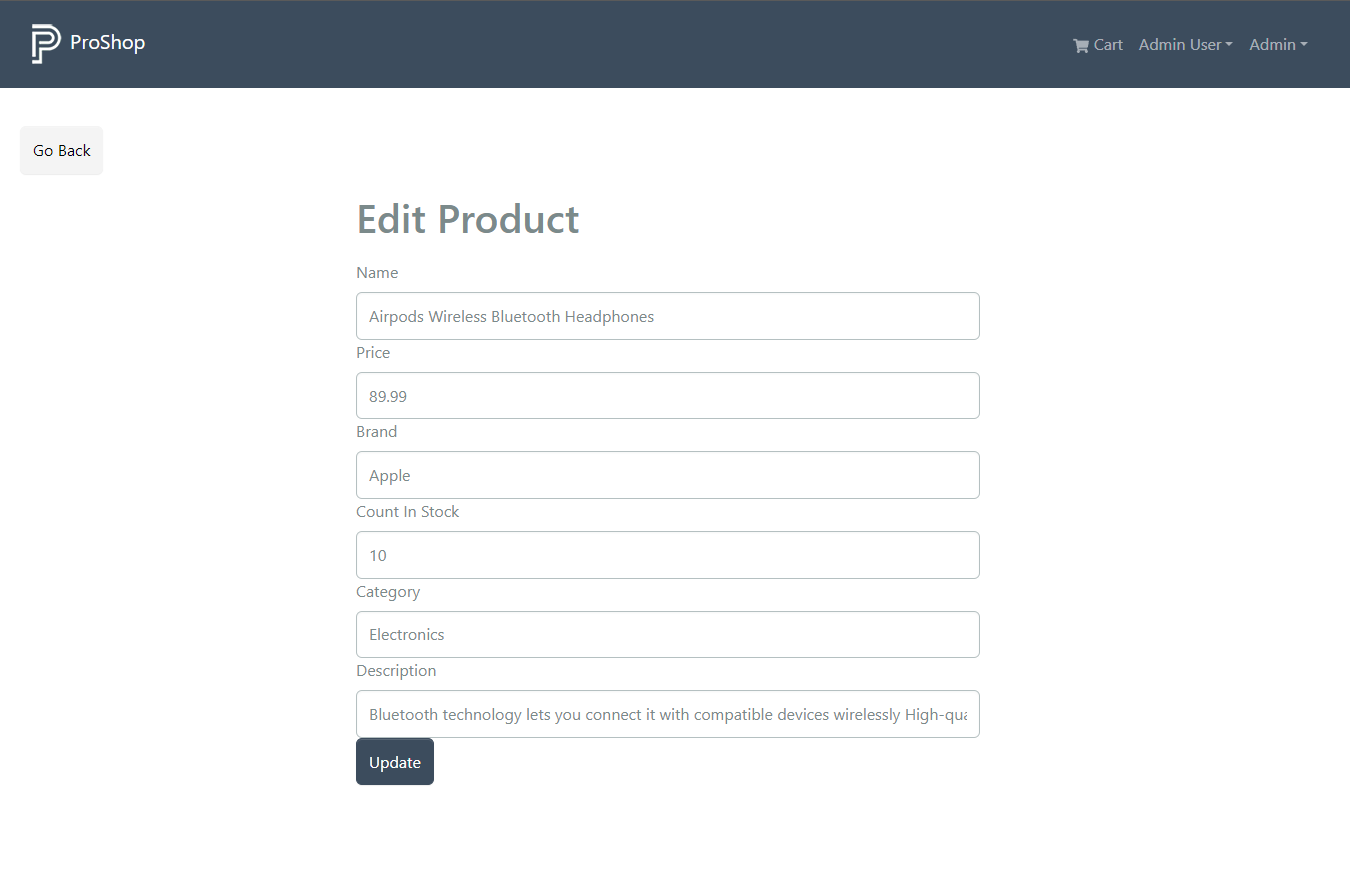 ProShop
Cart Admin User Admin
Go Back
Edit Product
Name
Airpods Wireless Bluetooth Headphones
Price
89.99
Brand
Apple
Count In Stock
10
Category
Electronics
Description
Bluetooth technology lets you connect it with compatible devices wirelessly High-qua
Update